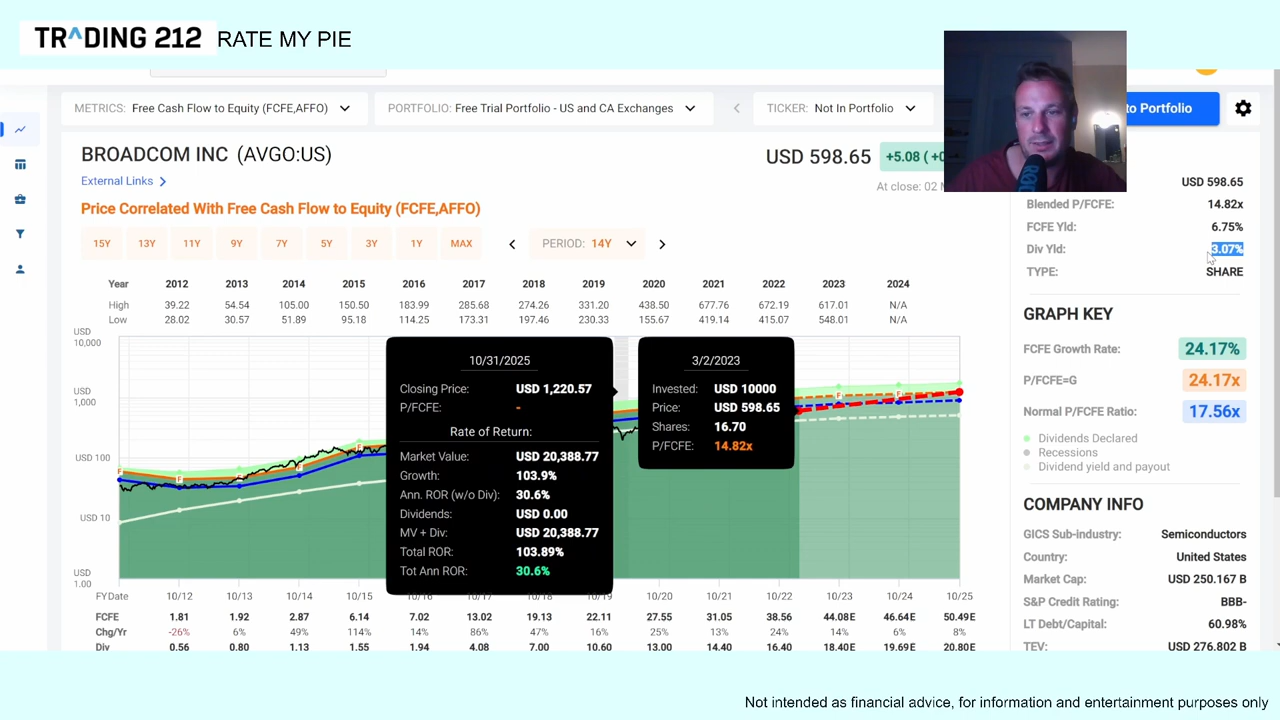 TRADING 212 RATE MY PIE
METRICS: Free Cash Flow to Equity (FCFE,AFFO)
PORTFOLIO: Free Trial Portfolio - US and CA Exchanges
TICKER: Not In Portfolio
to Portfolio
BROADCOM INC (AVGO:US)
External Links
Price Correlated With Free Cash Flow to Equity (FCFE,AFFO)
USD 598.65 +5.08 ( +0
At close: 02
15Y 13Y 11Y 9Y 7Y 5Y 3Y 1Y MAX
PERIOD: 14Y
Year 2012 2013 2014 2015 2016 2017 2018 2019 2020 2021 2022 2023 2024
High 39.22 54.54 105.00 150.50 183.99 285.68 274.26 331.20 438.50 677.76 672.19 617.01 N/A
Low 28.02 30.57 51.89 95.18 114.25 173.31 197.46 230.33 155.67 419.14 415.07 548.01 N/A
USD
10,000
USD
1,000
USD 100
USD 10
USD
1.00
10/31/2025
Closing Price: USD 1,220.57
P/FCFE: -
Rate of Return:
Market Value: USD 20,388.77
Growth: 103.9%
Ann. ROR (w/o Div): 30.6%
Dividends: USD 0.00
MV + Div: USD 20,388.77
Total ROR: 103.89%
Tot Ann ROR: 30.6%
3/2/2023
Invested: USD 10000
Price: USD 598.65
Shares: 16.70
P/FCFE: 14.82x
FYDate 10/12 10/13 10/14 10/15 10/16 10/17 10/18 10/19 10/20 10/21 10/22 10/23 10/24 10/25
FCFE 1.81 1.92 2.87 6.14 7.02 13.02 19.13 22.11 27.55 31.05 38.56 44.08E 46.64E 50.49E
Chg/Yr -26% 6% 49% 114% 14% 86% 47% 16% 25% 13% 24% 14% 6% 8%
Div 0.56 0.80 1.13 1.55 1.94 4.08 7.00 10.60 13.00 14.40 16.40 18.40E 19.69E 20.80E
USD 598.65
Blended P/FCFE: 14.82x
FCFE Yld: 6.75%
Div Yld: 3.07%
TYPE: SHARE
GRAPH KEY
FCFE Growth Rate: 24.17%
P/FCFE=G 24.17x
Normal P/FCFE Ratio: 17.56x
Dividends Declared
Recessions
Dividend yield and payout
COMPANY INFO
GICS Sub-industry: Semiconductors
Country: United States
Market Cap: USD 250.167 B
S&P Credit Rating: BBB-
LT Debt/Capital: 60.98%
TEV: USD 276.802 B
Not intended as financial advice, for information and entertainment purposes only